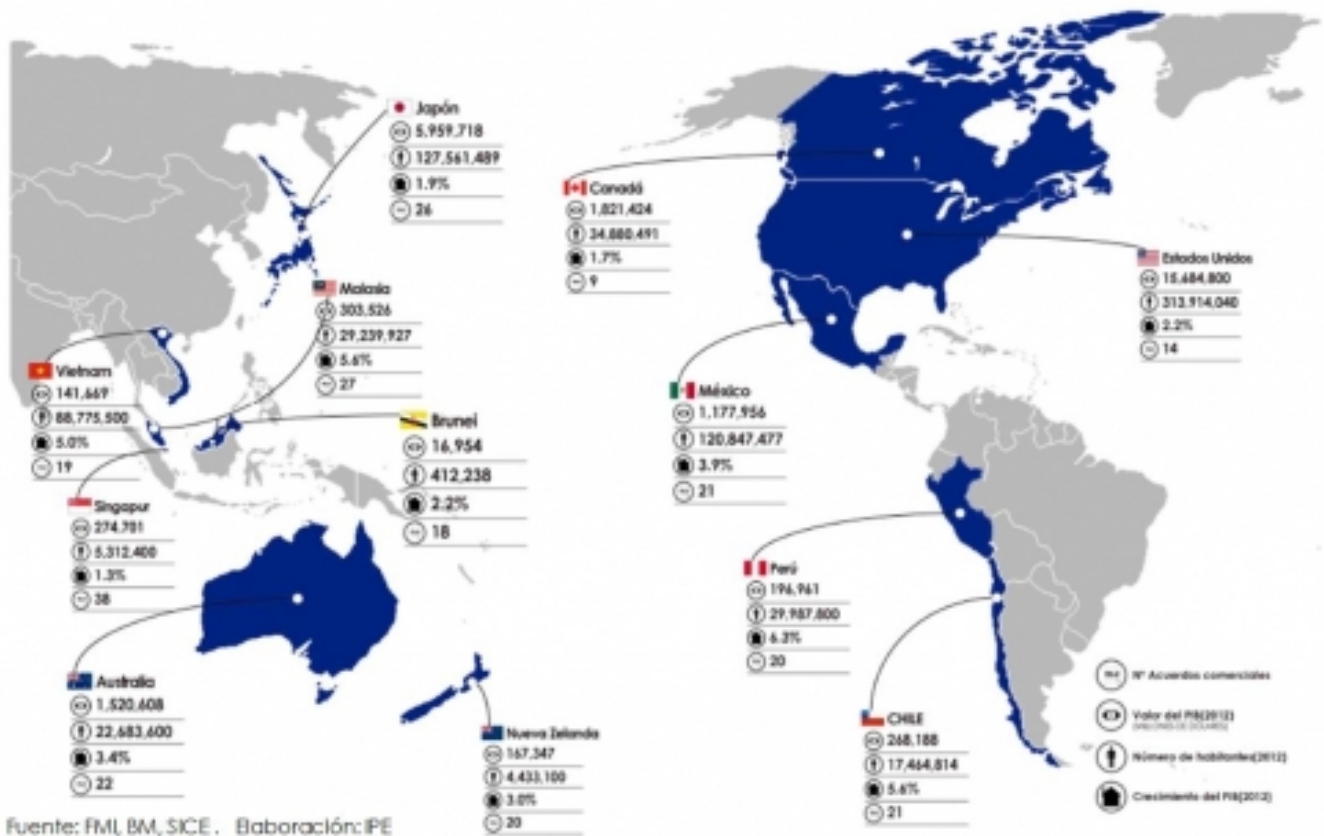 Japón
5.959.718
127,561,489
1.9%
26
Canadá
1,821,424
34,880,491
1.7%
9
Estados Unidos
15,684,800
313,914,040
2.2%
14
Malasia
303,526
29,239,927
5.6%
27
Vietnam
141,669
88,775,500
5.0%
19
Brunei
16,954
412,238
2.2%
18
México
1,177,956
120,847,477
3.9%
21
Singapur
274,701
5,312,400
1.3%
38
Perú
196,961
29,987,800
6.3%
20
Australia
1,520,608
22,683,600
3.4%
22
Nueva Zelanda
167,347
4,433,100
3.0%
20
CHILE
268,188
17,464,814
5.6%
21
Nº Acuerdos comerciales
Valor del PIB(2012)
(MILLONES DE DOLARES)
Número de habitantes(2012)
Crecimiento del PIB(2012)
Fuente: FMI, BM, SICE. Elaboración: IPE